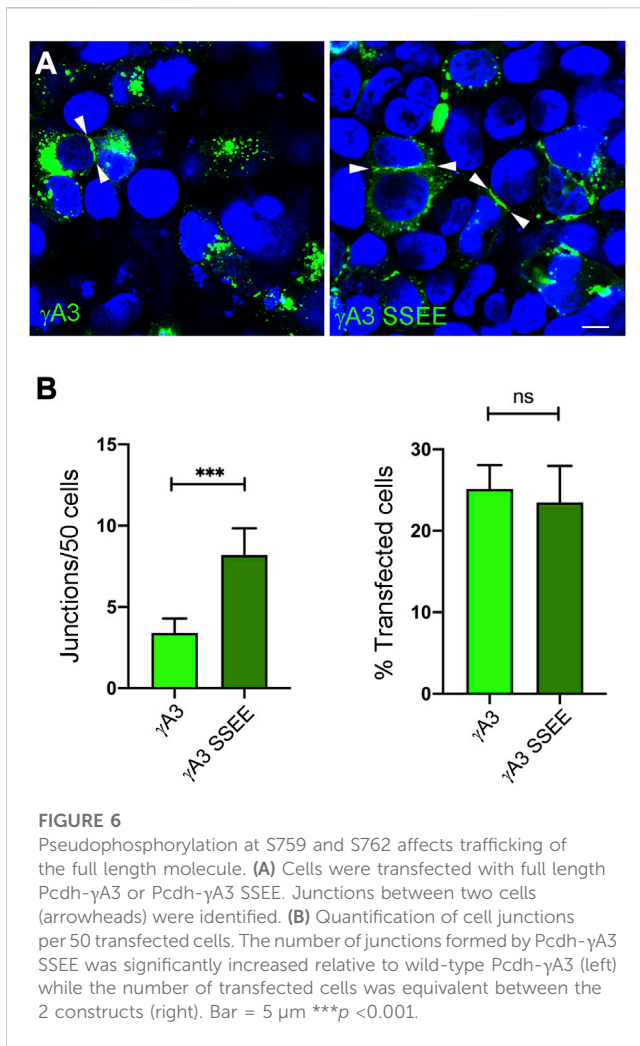 A
γA3
γA3 SSEE
B
Junctions/50 cells
15
10
5
0
***
γA3
γA3 SSEE
% Transfected cells
30
20
10
0
ns
γA3
γA3 SSEE
FIGURE 6
Pseudophosphorylation at S759 and S762 affects trafficking of
the full length molecule. (A) Cells were transfected with full length
Pcdh-γA3 or Pcdh-γA3 SSEE. Junctions between two cells
(arrowheads) were identified. (B) Quantification of cell junctions
per 50 transfected cells. The number of junctions formed by Pcdh-γA3
SSEE was significantly increased relative to wild-type Pcdh-γA3 (left)
while the number of transfected cells was equivalent between the
2 constructs (right). Bar = 5 μm ***p <0.001.